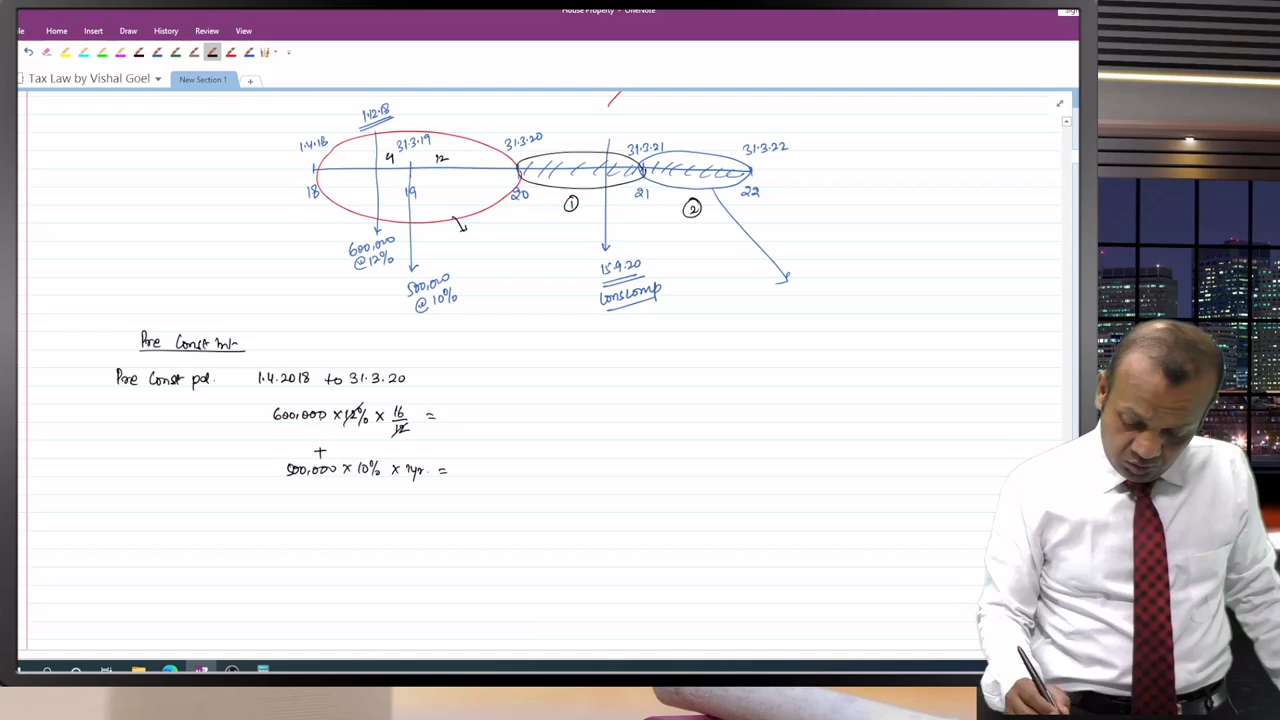 House Property - OneNote
Sign
Home Insert Draw History Review View
Tax Law by Vishal Goel New Section 1
1.12.18
1.4.18 31.3.19 31.3.20 31.3.21 31.3.22
4 12
18 19 20 21 22
1 2
600,000
@12%
500,000
@10%
15.9.20
Cons comp
Pre Const Int
Pre Const pd. 1.4.2018 to 31.3.20
600,000 × 12% × 16/12 =
+
500,000 × 10% × 1yr. =